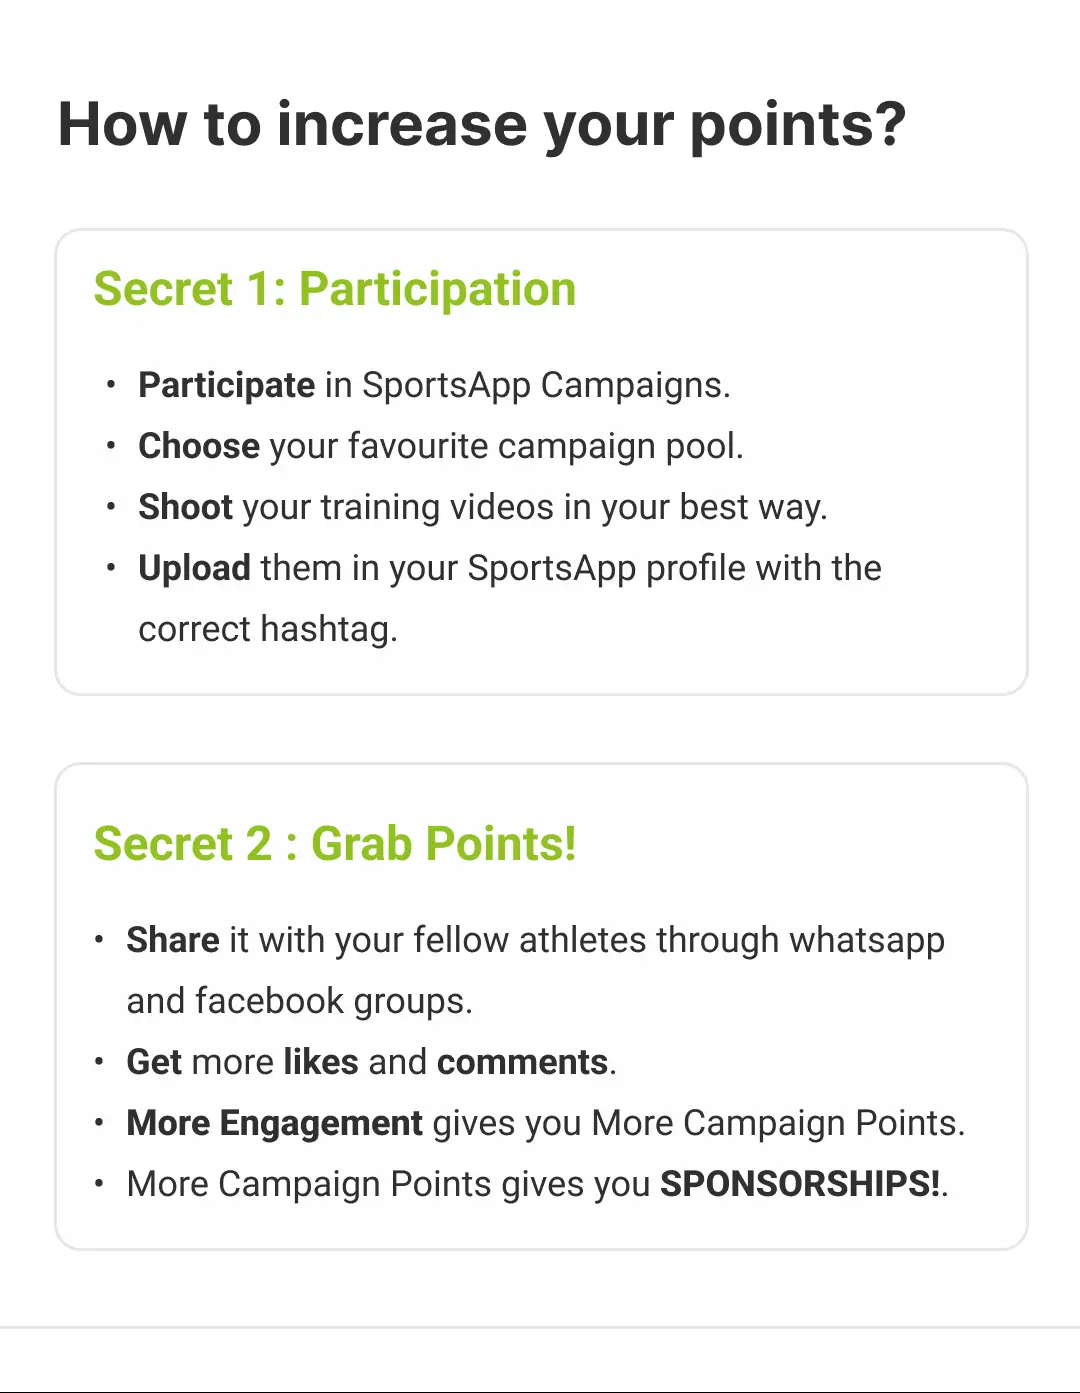 How to increase your points?
Secret 1: Participation
• Participate in SportsApp Campaigns.
• Choose your favourite campaign pool.
• Shoot your training videos in your best way.
• Upload them in your SportsApp profile with the
correct hashtag.
Secret 2 : Grab Points!
• Share it with your fellow athletes through whatsapp
and facebook groups.
• Get more likes and comments.
• More Engagement gives you More Campaign Points.
• More Campaign Points gives you SPONSORSHIPS!.